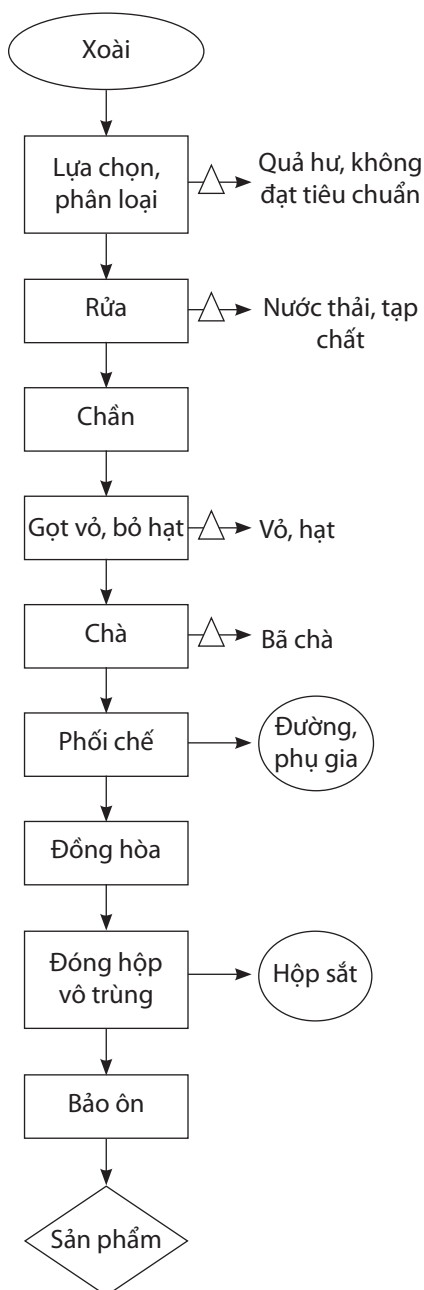 Xoài
Lựa chọn,
phân loại
Quả hư, không
đạt tiêu chuẩn
Rửa
Nước thải, tạp
chất
Chần
Gọt vỏ, bỏ hạt
Vỏ, hạt
Chà
Bã chà
Phối chế
Đường,
phụ gia
Đồng hòa
Đóng hộp
vô trùng
Hộp sắt
Bảo ôn
Sản phẩm